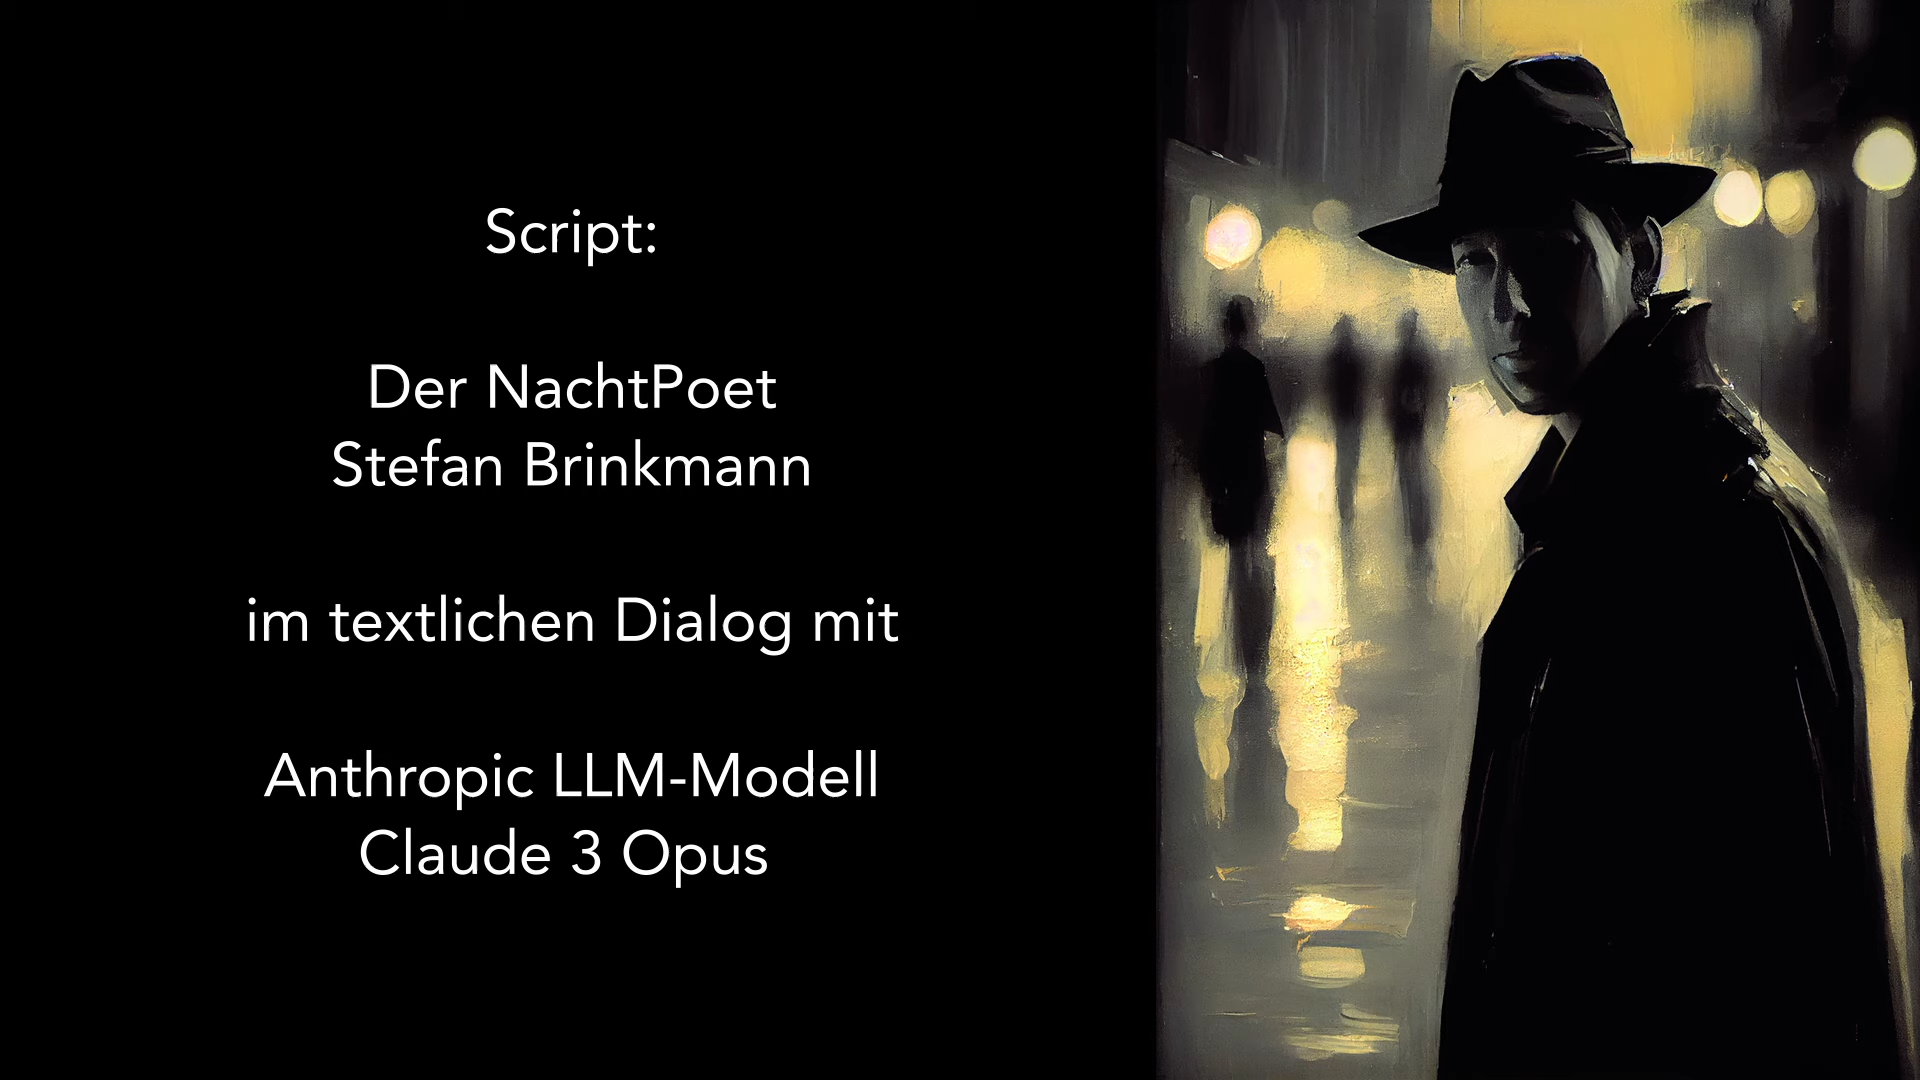 Script:
Der NachtPoet
Stefan Brinkmann
im textlichen Dialog mit
Anthropic LLM-Modell
Claude 3 Opus